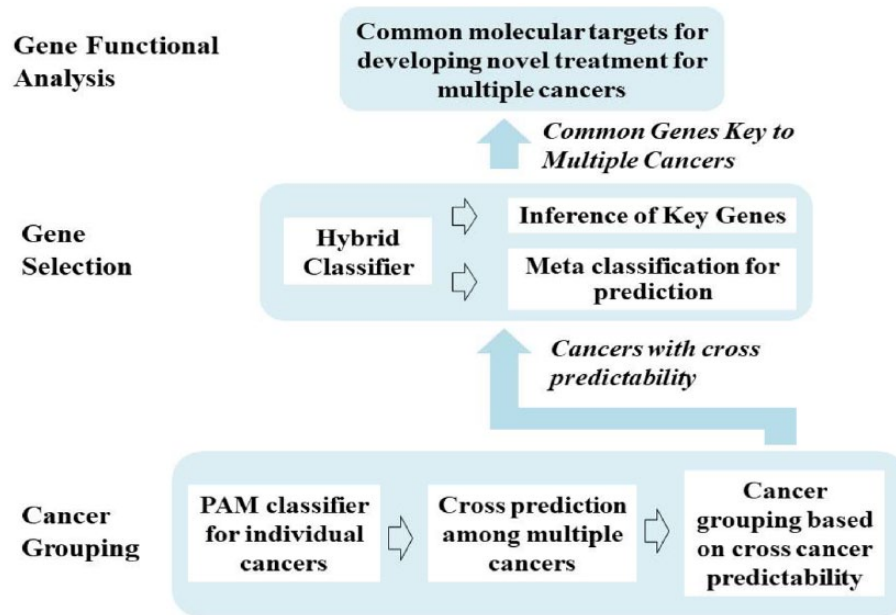 Gene Functional
Analysis
Common molecular targets for
developing novel treatment for
multiple cancers
Common Genes Key to
Multiple Cancers
Gene
Selection
Hybrid
Classifier
Inference of Key Genes
Meta classification for
prediction
Cancers with cross
predictability
Cancer
Grouping
PAM classifier
for individual
cancers
Cross prediction
among multiple
cancers
Cancer
grouping based
on cross cancer
predictability